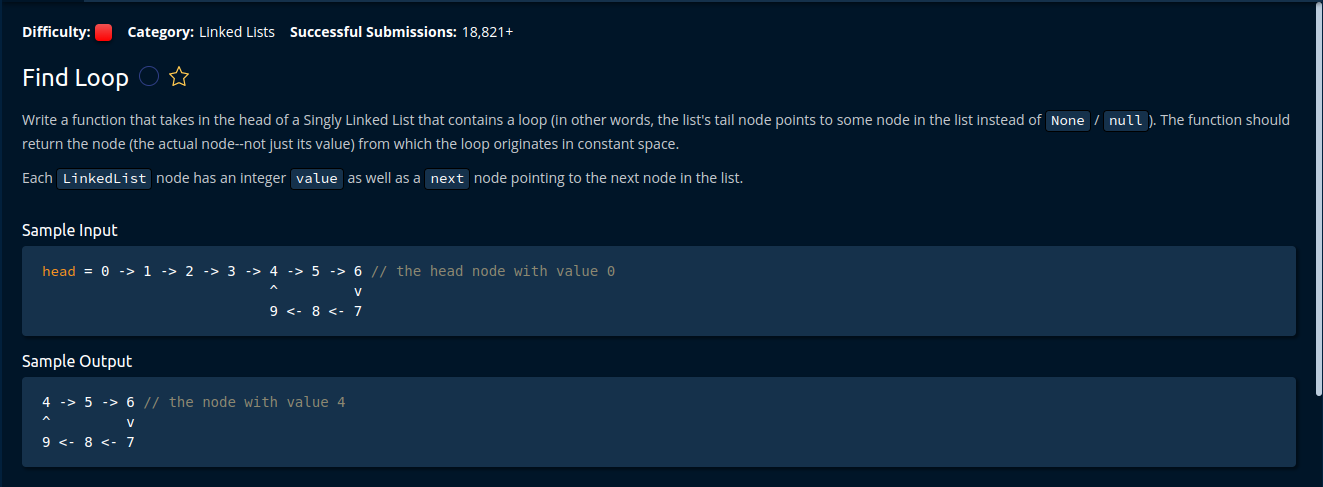 Difficulty: Category: Linked Lists Successful Submissions: 18,821+
Find Loop
Write a function that takes in the head of a Singly Linked List that contains a loop (in other words, the list's tail node points to some node in the list instead of None / null ). The function should
return the node (the actual node--not just its value) from which the loop originates in constant space.
Each LinkedList node has an integer value as well as a next node pointing to the next node in the list.
Sample Input
head = 0 -> 1 -> 2 -> 3 -> 4 -> 5 -> 6 // the head node with value 0
^ v
9 <- 8 <- 7
Sample Output
4 -> 5 -> 6 // the node with value 4
^ v
9 <- 8 <- 7